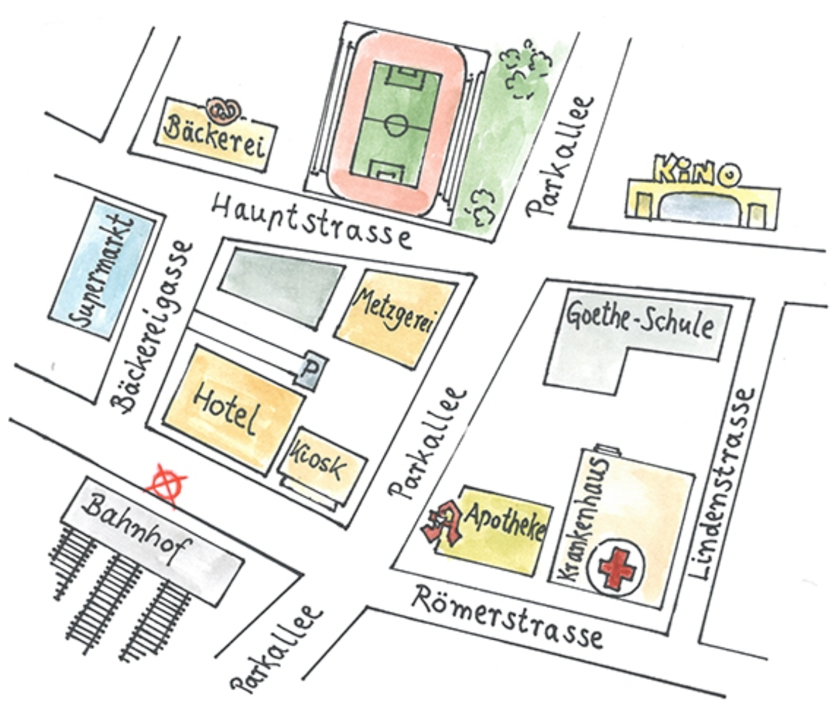 Bäckerei
Parkallee
KiNO
Hauptstrasse
Supermarkt
Bäckereigasse
Metzgerei
Goethe-Schule
P
Hotel
Kiosk
Parkallee
Lindenstrasse
Apotheke
Krankenhaus
Bahnhof
Römerstrasse
Parkallee